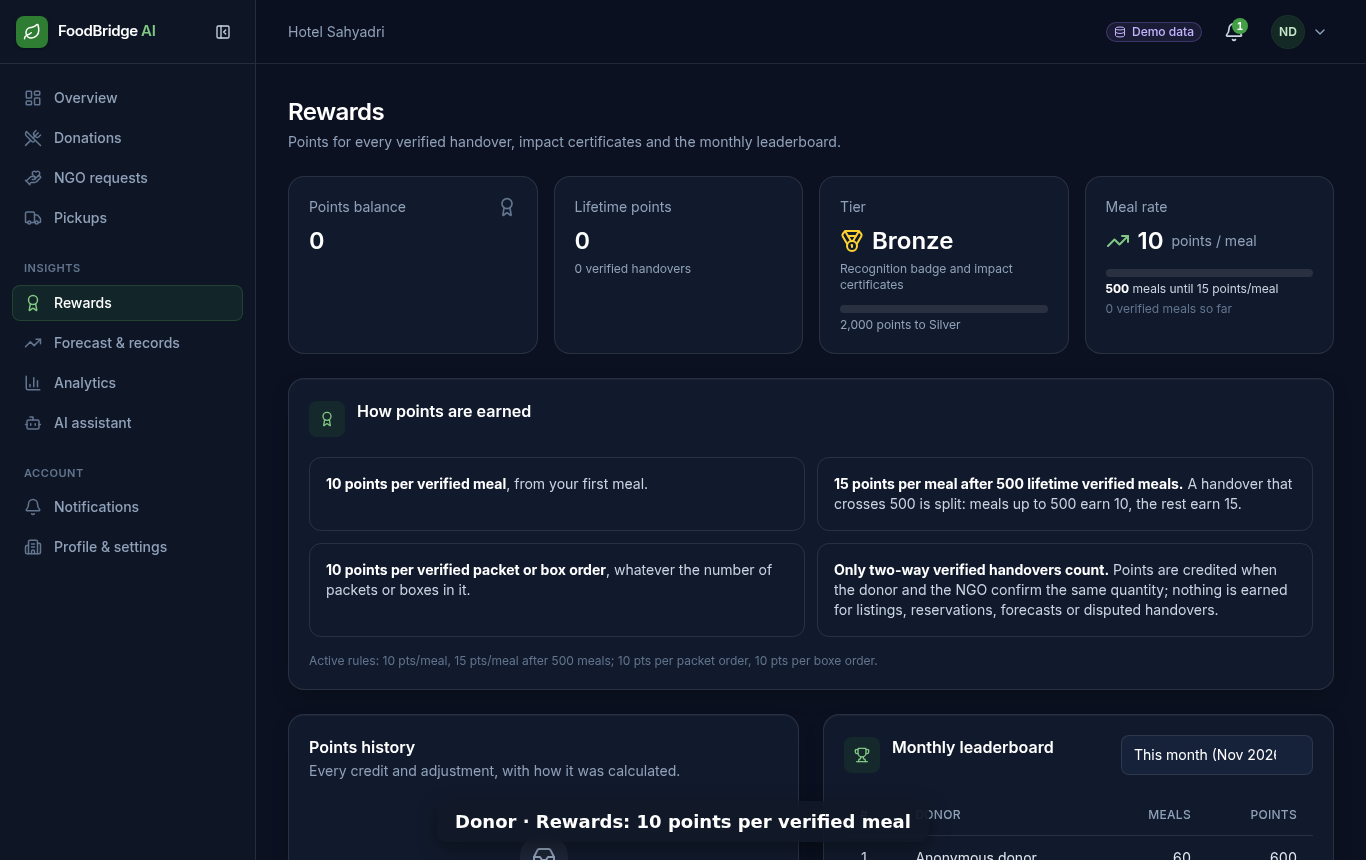 FoodBridge AI
Hotel Sahyadri
Demo data
1
ND
Overview
Donations
NGO requests
Pickups
INSIGHTS
Rewards
Forecast & records
Analytics
AI assistant
ACCOUNT
Notifications
Profile & settings
Rewards
Points for every verified handover, impact certificates and the monthly leaderboard.
Points balance
0
Lifetime points
0
0 verified handovers
Tier
Bronze
Recognition badge and impact
certificates
2,000 points to Silver
Meal rate
10 points / meal
500 meals until 15 points/meal
0 verified meals so far
How points are earned
10 points per verified meal, from your first meal.
15 points per meal after 500 lifetime verified meals. A handover that
crosses 500 is split: meals up to 500 earn 10, the rest earn 15.
10 points per verified packet or box order, whatever the number of
packets or boxes in it.
Only two-way verified handovers count. Points are credited when
the donor and the NGO confirm the same quantity; nothing is earned
for listings, reservations, forecasts or disputed handovers.
Active rules: 10 pts/meal, 15 pts/meal after 500 meals; 10 pts per packet order, 10 pts per boxe order.
Points history
Every credit and adjustment, with how it was calculated.
Monthly leaderboard
This month (Nov 2026
DONOR MEALS POINTS
1 Anonymous donor 60 600
Donor · Rewards: 10 points per verified meal